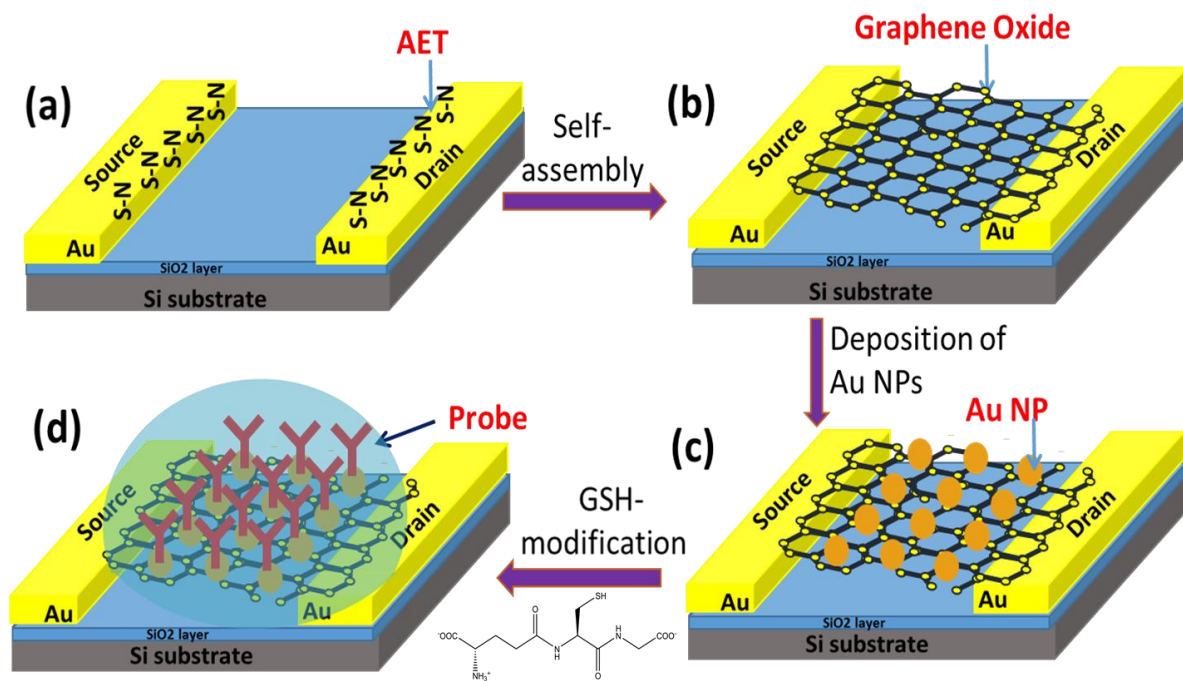 (a)
AET
Source
S-N
S-N
S-N
S-N
S-N
S-N
S-N
S-N
S-N
S-N
Drain
Au
Au
SiO2 layer
Si substrate
Self-
assembly
(b)
Graphene Oxide
Source
Drain
Au
Au
SiO2 layer
Si substrate
Deposition of
Au NPs
(c)
Au NP
Source
Drain
Au
Au
SiO2 layer
Si substrate
GSH-
modification
SH
O
-OOC
NH3+
N
H
O
H
N
COO-
(d)
Probe
Source
Drain
Au
Au
SiO2 layer
Si substrate